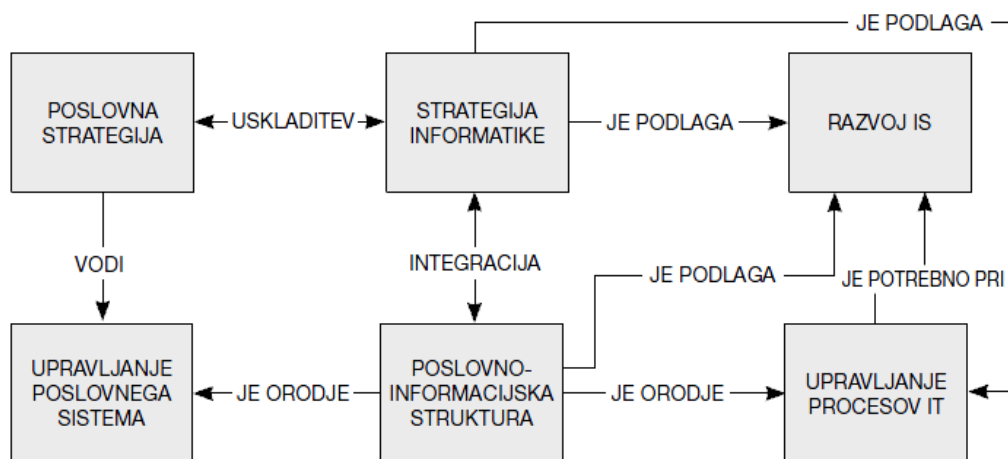 JE PODLAGA
POSLOVNA
STRATEGIJA
USKLADITEV
STRATEGIJA
INFORMATIKE
JE PODLAGA
RAZVOJ IS
VODI
INTEGRACIJA
JE PODLAGA
JE POTREBNO PRI
UPRAVLJANJE
POSLOVNEGA
SISTEMA
JE ORODJE
POSLOVNO-
INFORMACIJSKA
STRUKTURA
JE ORODJE
UPRAVLJANJE
PROCESOV IT